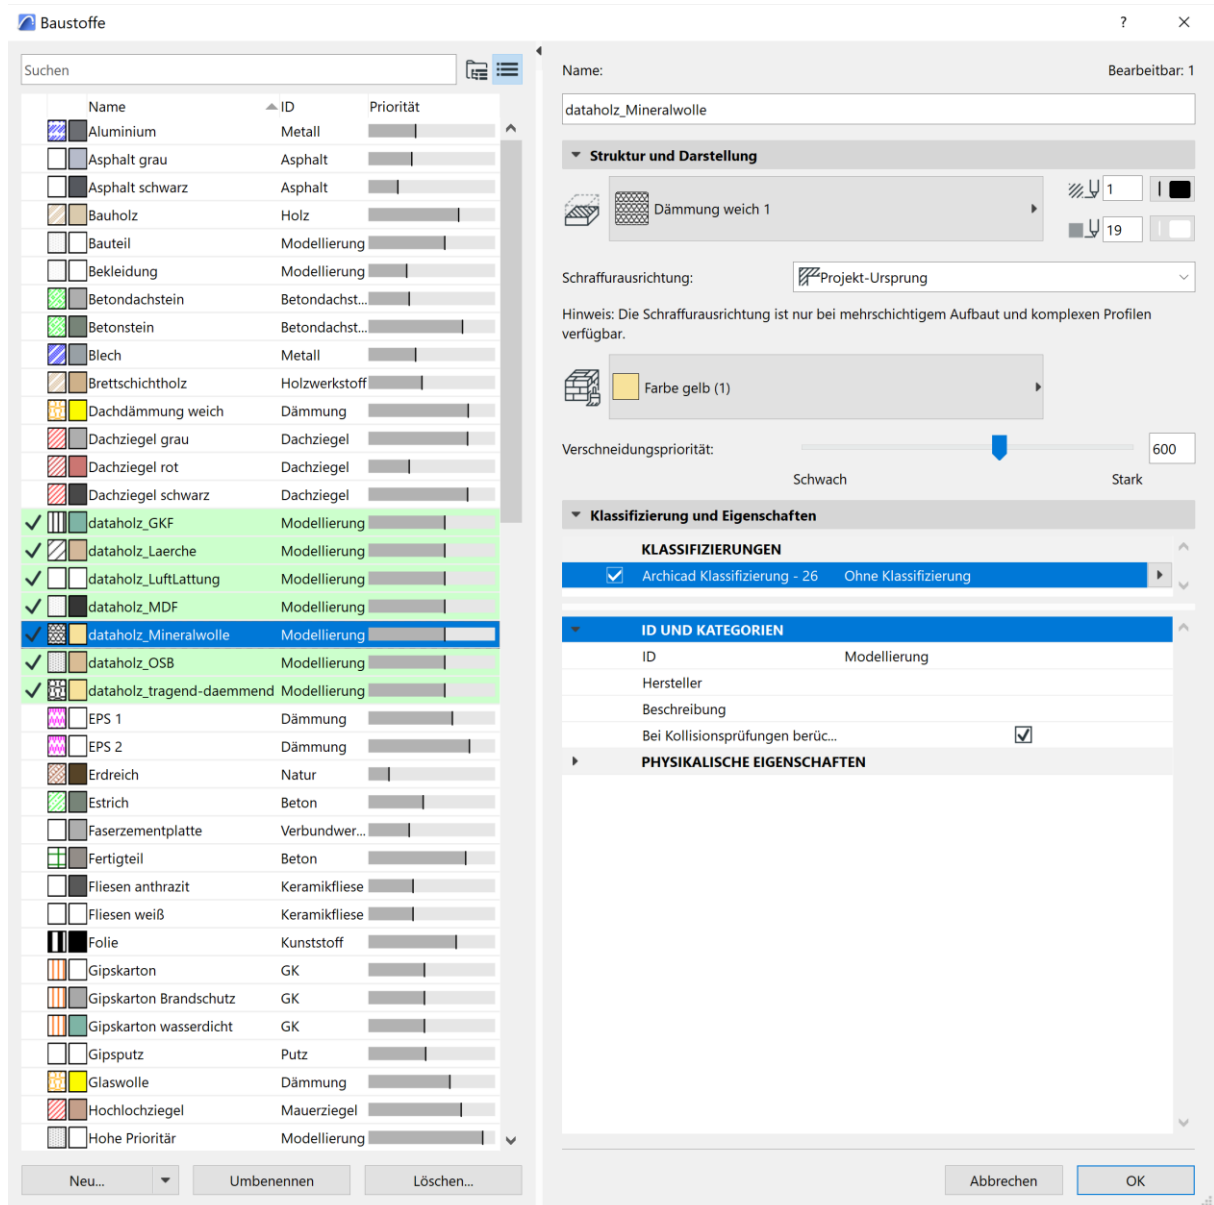 Baustoffe
?
Suchen
Name ID Priorität
Aluminium Metall
Asphalt grau Asphalt
Asphalt schwarz Asphalt
Bauholz Holz
Bauteil Modellierung
Bekleidung Modellierung
Betondachstein Betondachst...
Betonstein Betondachst...
Blech Metall
Brettschichtholz Holzwerkstoff
Dachdämmung weich Dämmung
Dachziegel grau Dachziegel
Dachziegel rot Dachziegel
Dachziegel schwarz Dachziegel
dataholz_GKF Modellierung
dataholz_Laerche Modellierung
dataholz_LuftLattung Modellierung
dataholz_MDF Modellierung
dataholz_Mineralwolle Modellierung
dataholz_OSB Modellierung
dataholz_tragend-daemmend Modellierung
EPS 1 Dämmung
EPS 2 Dämmung
Erdreich Natur
Estrich Beton
Faserzementplatte Verbundwer...
Fertigteil Beton
Fliesen anthrazit Keramikfliese
Fliesen weiß Keramikfliese
Folie Kunststoff
Gipskarton GK
Gipskarton Brandschutz GK
Gipskarton wasserdicht GK
Gipsputz Putz
Glaswolle Dämmung
Hochlochziegel Mauerziegel
Hohe Prioritär Modellierung
Neu... Umbenennen Löschen...
Name: Bearbeitbar: 1
dataholz_Mineralwolle
Struktur und Darstellung
Dämmung weich 1
1
19
Schraffurausrichtung: Projekt-Ursprung
Hinweis: Die Schraffurausrichtung ist nur bei mehrschichtigem Aufbaut und komplexen Profilen
verfügbar.
Farbe gelb (1)
Verschneidungspriorität: 600
Schwach Stark
Klassifizierung und Eigenschaften
KLASSIFIZIERUNGEN
Archicad Klassifizierung - 26 Ohne Klassifizierung
ID UND KATEGORIEN
ID Modellierung
Hersteller
Beschreibung
Bei Kollisionsprüfungen berüc...
PHYSIKALISCHE EIGENSCHAFTEN
Abbrechen OK